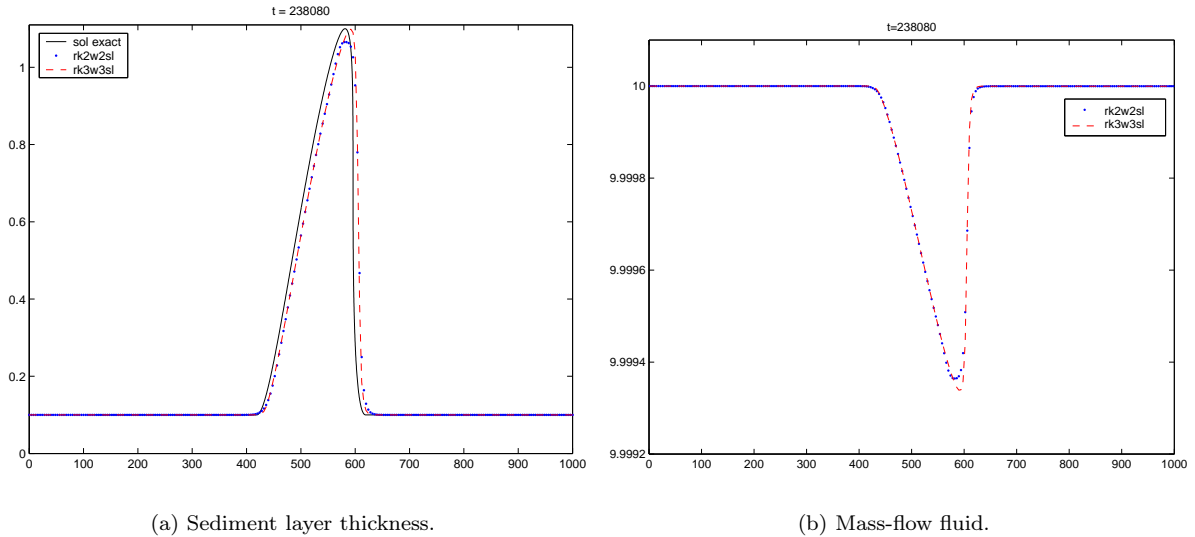 t = 238080
sol exact
rk2w2sl
rk3w3sl
1
0.8
0.6
0.4
0.2
0
0 100 200 300 400 500 600 700 800 900 1000
(a) Sediment layer thickness.
t=238080
rk2w2sl
rk3w3sl
10
9.9998
9.9996
9.9994
9.9992
0 100 200 300 400 500 600 700 800 900 1000
(b) Mass-flow fluid.